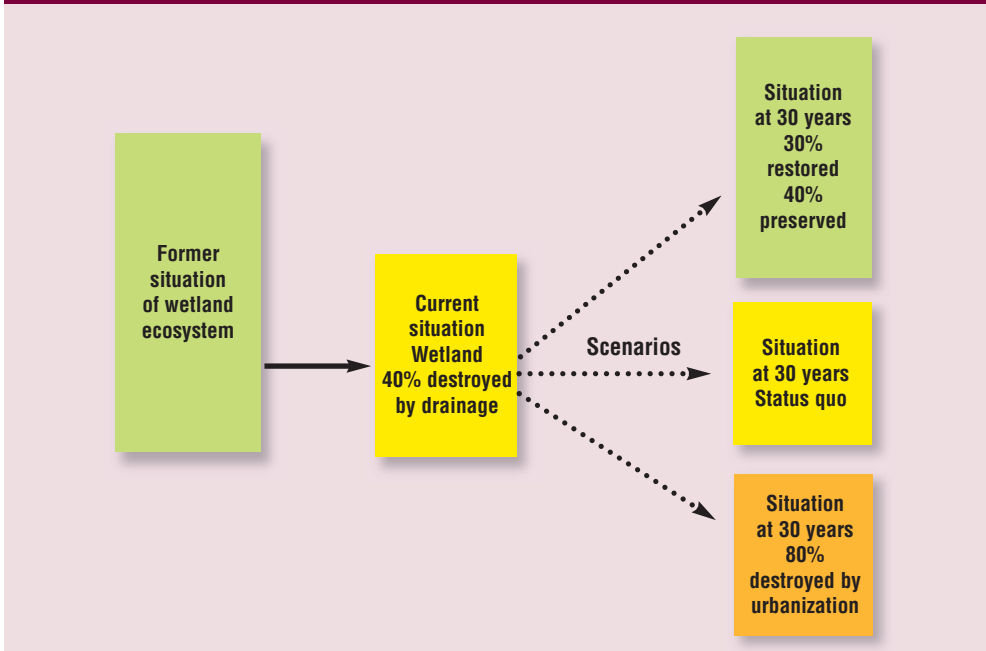 Former
situation
of wetland
ecosystem
Current
situation
Wetland
40% destroyed
by drainage
Scenarios
Situation
at 30 years
30%
restored
40%
preserved
Situation
at 30 years
Status quo
Situation
at 30 years
80%
destroyed by
urbanization